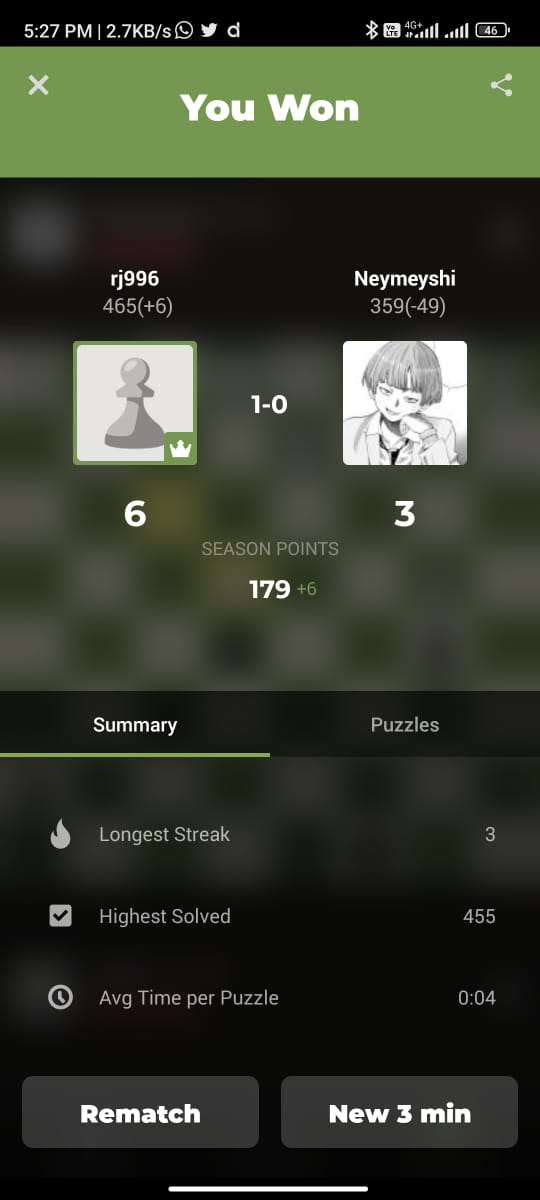 5:27 PM | 2.7KB/s
Vo LTE 4G+ 46
You Won
rj996
465(+6)
Neymeyshi
359(-49)
1-0
6
3
SEASON POINTS
179 +6
Summary
Puzzles
Longest Streak 3
Highest Solved 455
Avg Time per Puzzle 0:04
Rematch
New 3 min